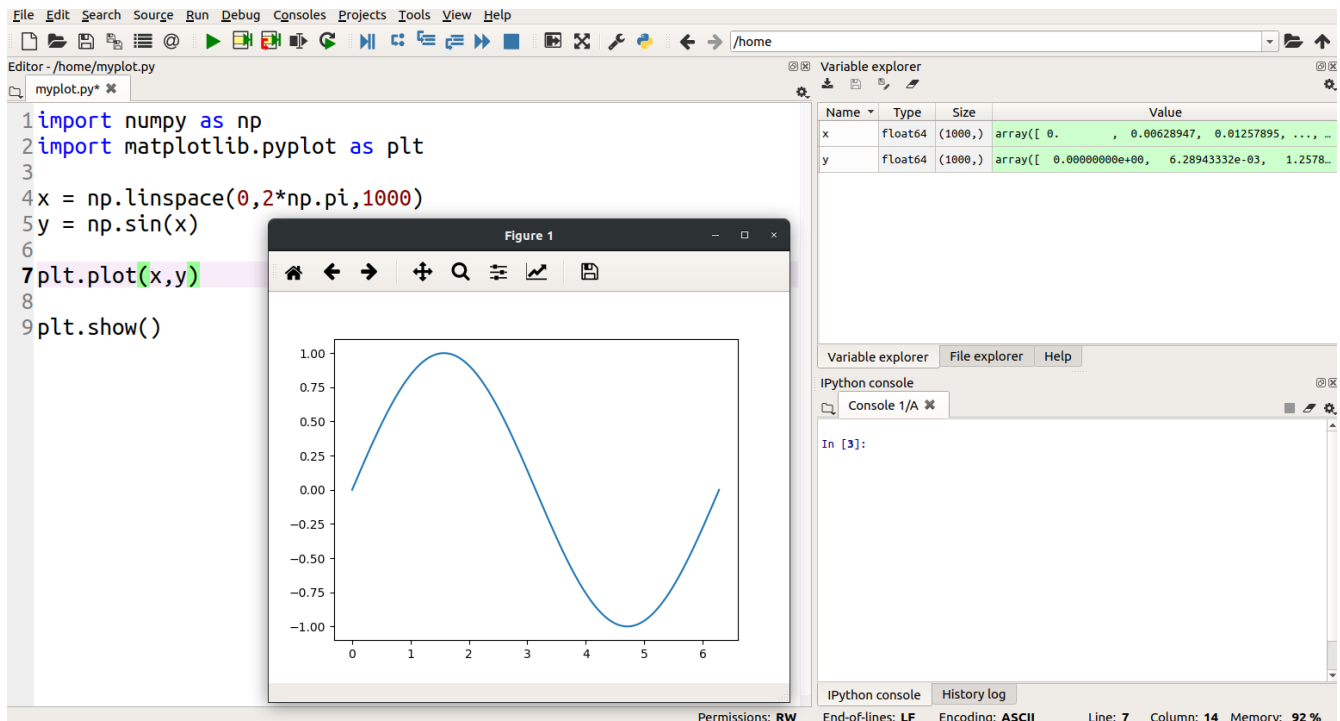 File Edit Search Source Run Debug Consoles Projects Tools View Help
@ /home
Editor - /home/myplot.py
myplot.py*
1 import numpy as np
2 import matplotlib.pyplot as plt
3
4 x = np.linspace(0,2*np.pi,1000)
5 y = np.sin(x)
6
7 plt.plot(x,y)
8
9 plt.show()
Figure 1
1.00
0.75
0.50
0.25
0.00
−0.25
−0.50
−0.75
−1.00
0 1 2 3 4 5 6
Variable explorer
Name Type Size Value
x float64 (1000,) array([ 0. , 0.00628947, 0.01257895, ..., …
y float64 (1000,) array([ 0.00000000e+00, 6.28943332e-03, 1.2578…
Variable explorer File explorer Help
IPython console
Console 1/A
In [3]:
IPython console History log
Permissions: RW End-of-lines: LF Encoding: ASCII Line: 7 Column: 14 Memory: 92 %